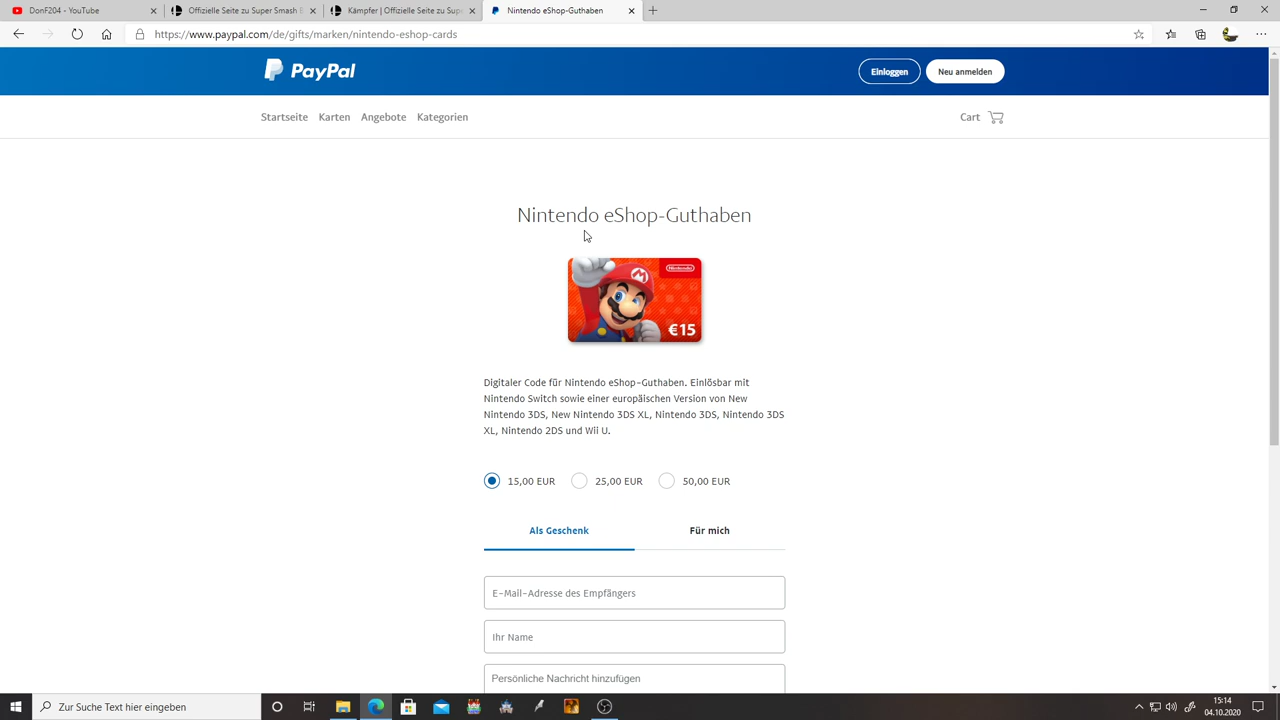 DonF204 - YouTube
Offizielle Seite zu Super Smash B
Kämpfer | Offizielle Seite zu Supe
Nintendo eShop-Guthaben
https://www.paypal.com/de/gifts/marken/nintendo-eshop-cards
PayPal
Einloggen
Neu anmelden
Startseite
Karten
Angebote
Kategorien
Cart
Nintendo eShop-Guthaben
Nintendo
€15
Digitaler Code für Nintendo eShop-Guthaben. Einlösbar mit
Nintendo Switch sowie einer europäischen Version von New
Nintendo 3DS, New Nintendo 3DS XL, Nintendo 3DS, Nintendo 3DS
XL, Nintendo 2DS und Wii U.
15,00 EUR
25,00 EUR
50,00 EUR
Als Geschenk
Für mich
E-Mail-Adresse des Empfängers
Ihr Name
Persönliche Nachricht hinzufügen
Zur Suche Text hier eingeben
15:14
04.10.2020